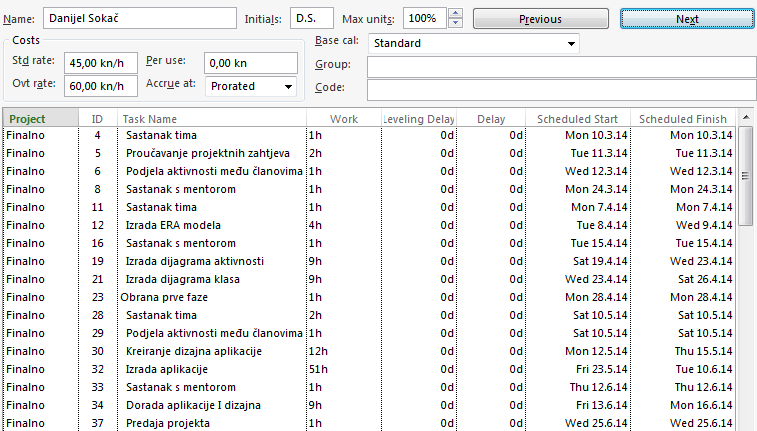 Name: Danijel Sokač Initials: D.S. Max units: 100% Previous Next
Costs Base cal: Standard
Std rate: 45,00 kn/h Per use: 0,00 kn Group:
Ovt rate: 60,00 kn/h Accrue at: Prorated Code:
Project ID Task Name Work Leveling Delay Delay Scheduled Start Scheduled Finish
Finalno 4 Sastanak tima 1h 0d 0d Mon 10.3.14 Mon 10.3.14
Finalno 5 Proučavanje projektnih zahtjeva 2h 0d 0d Tue 11.3.14 Tue 11.3.14
Finalno 6 Podjela aktivnosti među članovima 1h 0d 0d Wed 12.3.14 Wed 12.3.14
Finalno 8 Sastanak s mentorom 1h 0d 0d Mon 24.3.14 Mon 24.3.14
Finalno 11 Sastanak tima 1h 0d 0d Mon 7.4.14 Mon 7.4.14
Finalno 12 Izrada ERA modela 4h 0d 0d Tue 8.4.14 Wed 9.4.14
Finalno 16 Sastanak s mentorom 1h 0d 0d Tue 15.4.14 Tue 15.4.14
Finalno 19 Izrada dijagrama aktivnosti 9h 0d 0d Sat 19.4.14 Wed 23.4.14
Finalno 21 Izrada dijagrama klasa 9h 0d 0d Wed 23.4.14 Sat 26.4.14
Finalno 23 Obrana prve faze 1h 0d 0d Mon 28.4.14 Mon 28.4.14
Finalno 28 Sastanak tima 2h 0d 0d Sat 10.5.14 Sat 10.5.14
Finalno 29 Podjela aktivnosti među članovima 1h 0d 0d Sat 10.5.14 Sat 10.5.14
Finalno 30 Kreiranje dizajna aplikacije 12h 0d 0d Mon 12.5.14 Thu 15.5.14
Finalno 32 Izrada aplikacije 51h 0d 0d Fri 23.5.14 Tue 10.6.14
Finalno 33 Sastanak s mentorom 1h 0d 0d Thu 12.6.14 Thu 12.6.14
Finalno 34 Dorada aplikacije I dizajna 9h 0d 0d Fri 13.6.14 Mon 16.6.14
Finalno 37 Predaja projekta 1h 0d 0d Wed 25.6.14 Wed 25.6.14